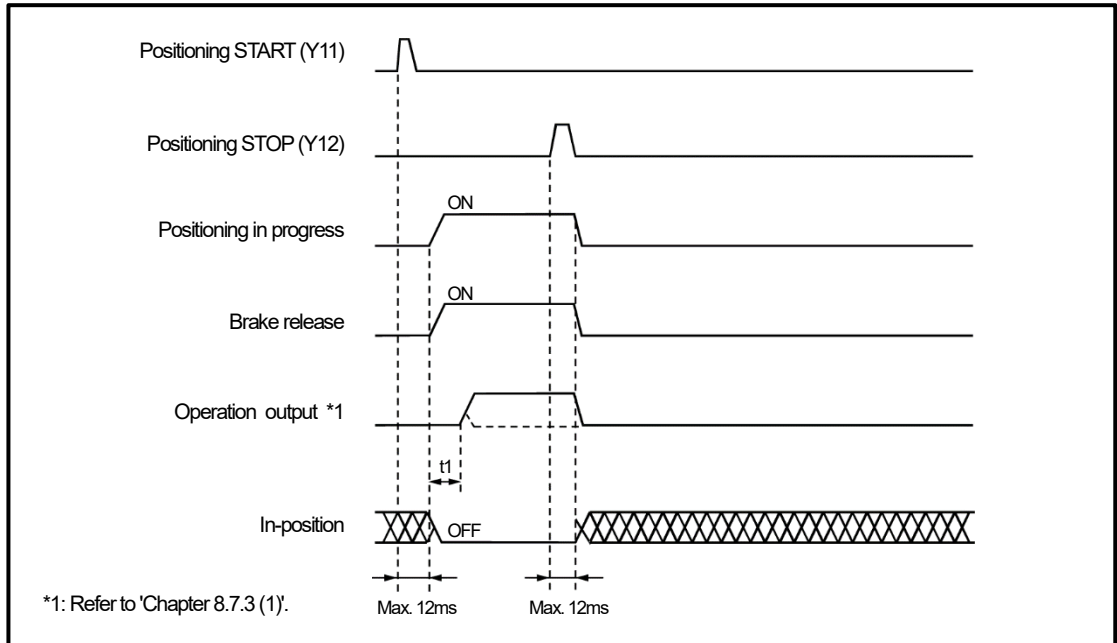 Positioning START (Y11)
Positioning STOP (Y12)
ON
Positioning in progress
ON
Brake release
Operation output *1
t1
In-position
OFF
*1: Refer to 'Chapter 8.7.3 (1)'.
Max. 12ms
Max. 12ms